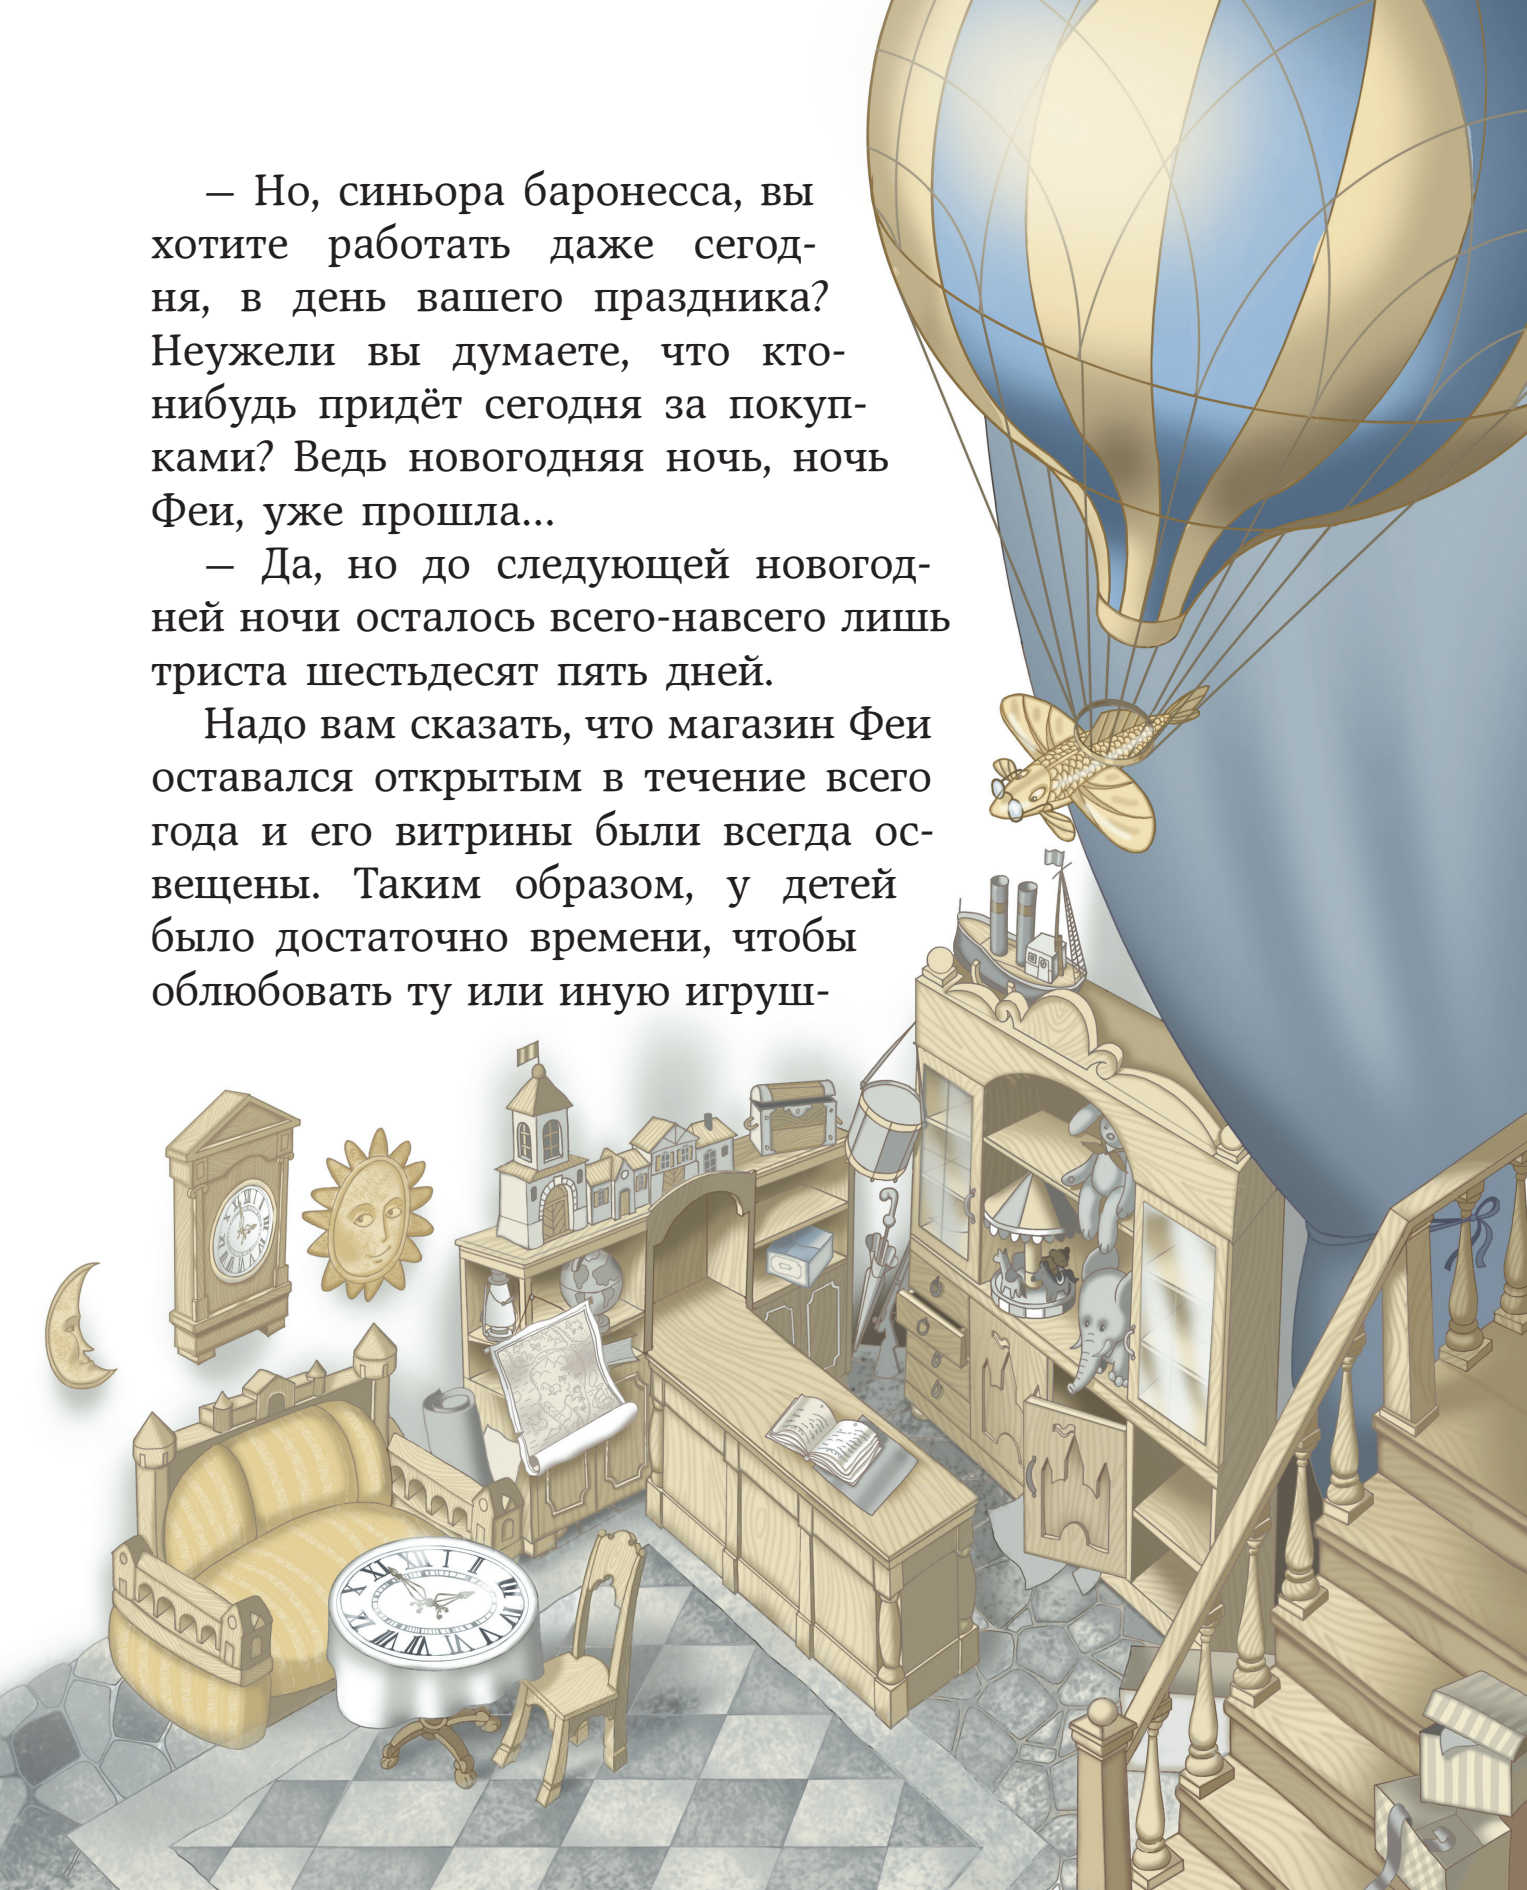 — Но, синьора баронесса, вы
хотите работать даже сегод-
ня, в день вашего праздника?
Неужели вы думаете, что кто-
нибудь придёт сегодня за покуп-
ками? Ведь новогодняя ночь, ночь
Феи, уже прошла...
— Да, но до следующей новогод-
ней ночи осталось всего-навсего лишь
триста шестьдесят пять дней.
Надо вам сказать, что магазин Феи
оставался открытым в течение всего
года и его витрины были всегда ос-
вещены. Таким образом, у детей
было достаточно времени, чтобы
облюбовать ту или иную игруш-